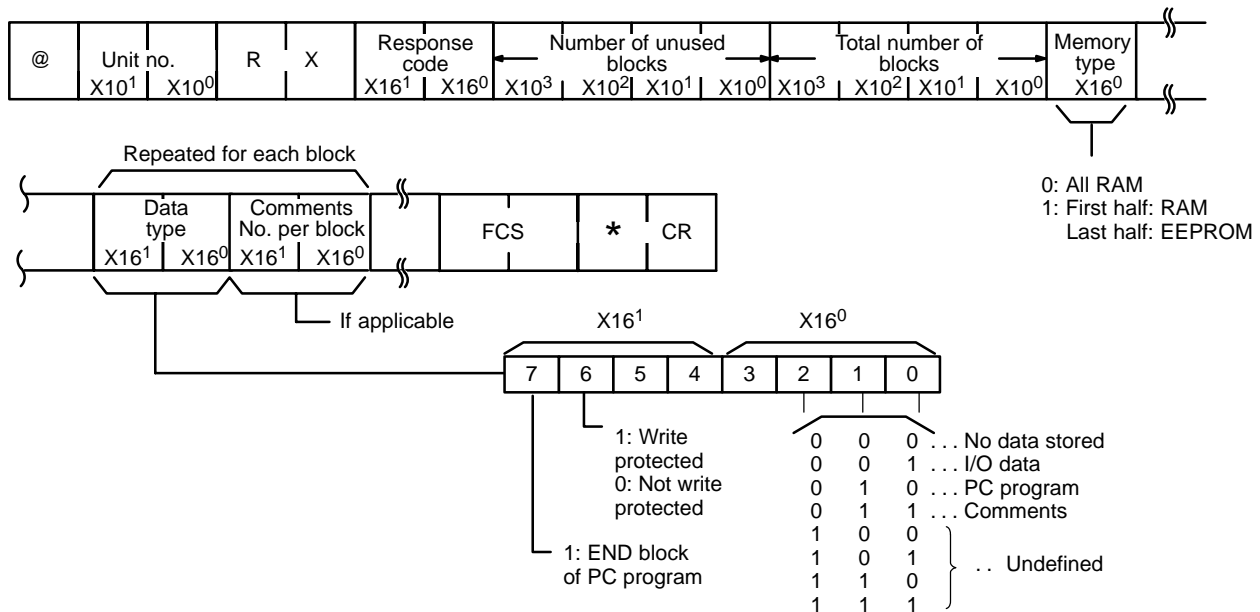 @ Unit no. R X Response code Number of unused blocks Total number of blocks Memory type
X10¹ X10⁰ X16¹ X16⁰ X10³ X10² X10¹ X10⁰ X10³ X10² X10¹ X10⁰ X16⁰
Repeated for each block
0: All RAM
1: First half: RAM
Last half: EEPROM
Data type Comments No. per block FCS * CR
X16¹ X16⁰ X16¹ X16⁰
If applicable
X16¹ X16⁰
7 6 5 4 3 2 1 0
1: Write
protected
0: Not write
protected
1: END block
of PC program
0 0 0 ... No data stored
0 0 1 ... I/O data
0 1 0 ... PC program
0 1 1 ... Comments
1 0 0
1 0 1
.. Undefined
1 1 0
1 1 1